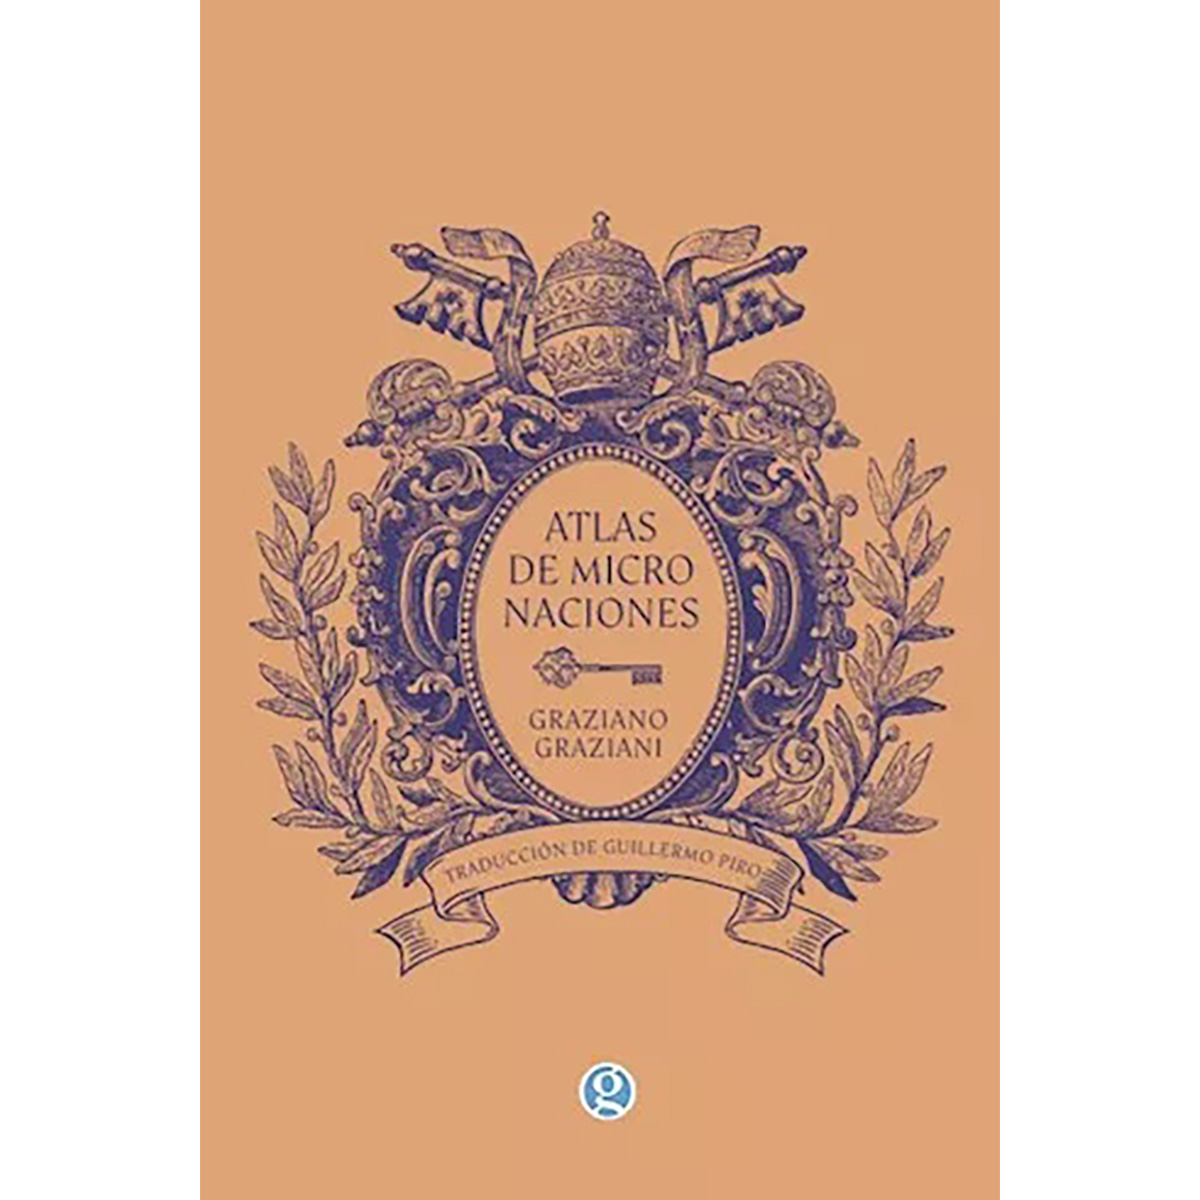 ATLAS
DE MICRO
NACIONES
GRAZIANO
GRAZIANI
TRADUCCIÓN DE GUILLERMO PIRO
g